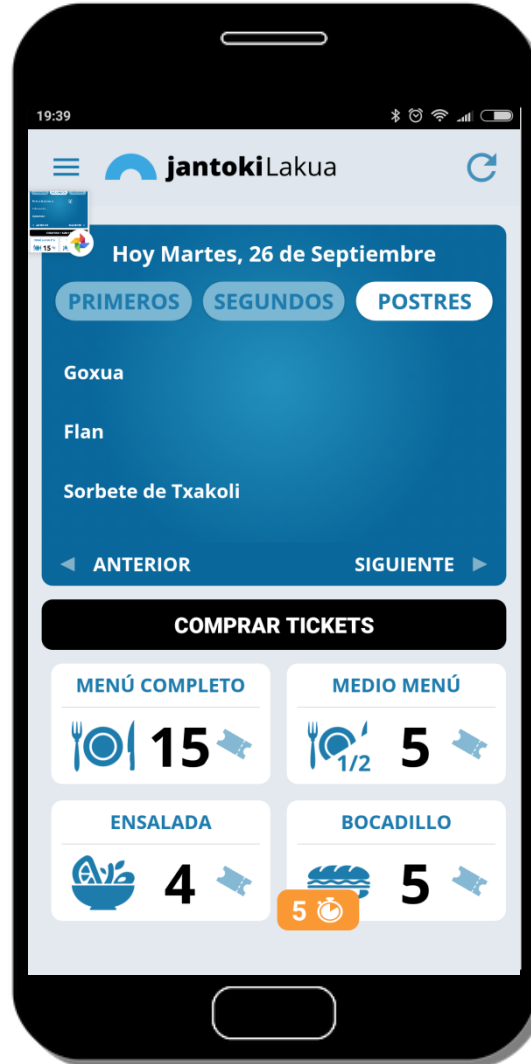 19:39
jantokiLakua
Hoy Martes, 26 de Septiembre
PRIMEROS SEGUNDOS POSTRES
Goxua
Flan
Sorbete de Txakoli
ANTERIOR SIGUIENTE
COMPRAR TICKETS
MENÚ COMPLETO MEDIO MENÚ
15 1/2 5
ENSALADA BOCADILLO
4 5
5